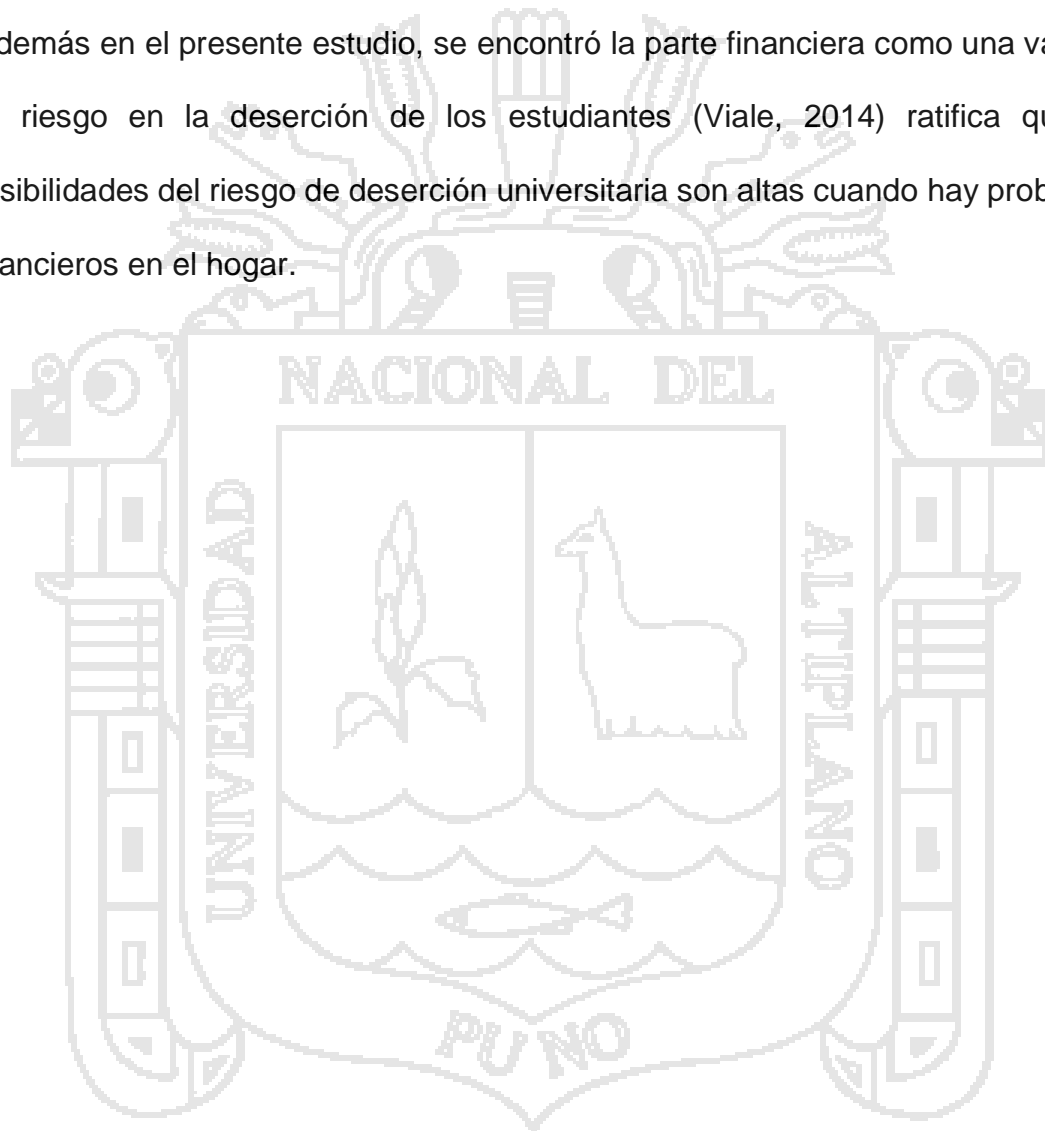 demás en el presente estudio, se encontró la parte financiera como una va
riesgo en la deserción de los estudiantes (Viale, 2014) ratifica qu
sibilidades del riesgo de deserción universitaria son altas cuando hay prob
ancieros en el hogar.
NACIONAL DEL
UNIVERSIDAD
ALTIPLANO
PUNO